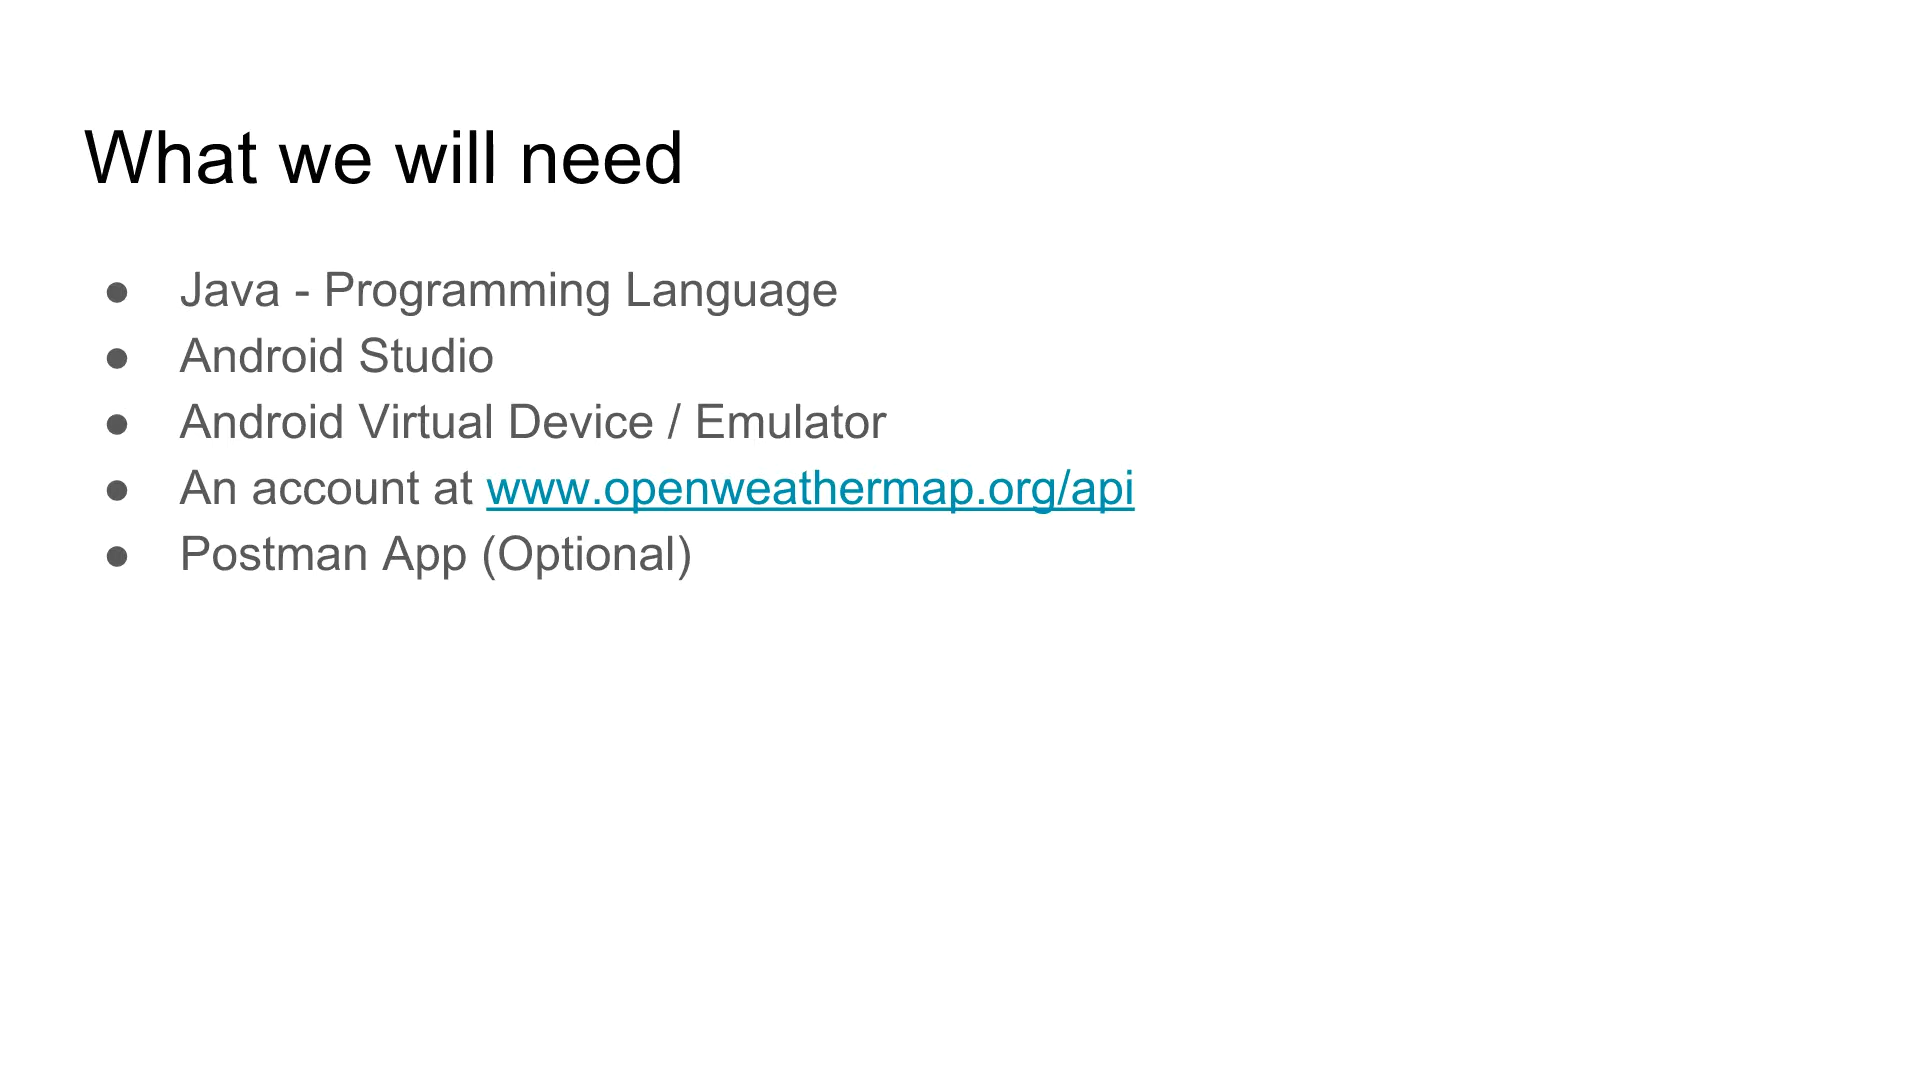 What we will need
● Java - Programming Language
● Android Studio
● Android Virtual Device / Emulator
● An account at www.openweathermap.org/api
● Postman App (Optional)